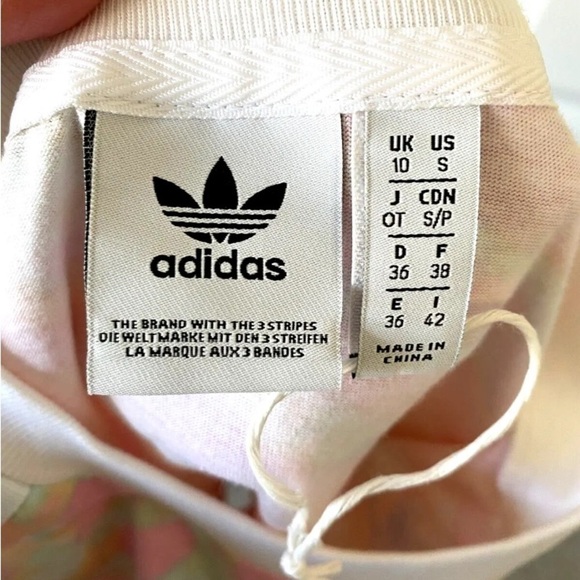 adidas
THE BRAND WITH THE 3 STRIPES
DIE WELTMARKE MIT DEN 3 STREIFEN
LA MARQUE AUX 3 BANDES
UK US
10 S
J CDN
OT S/P
D F
36 38
E I
36 42
MADE IN
CHINA